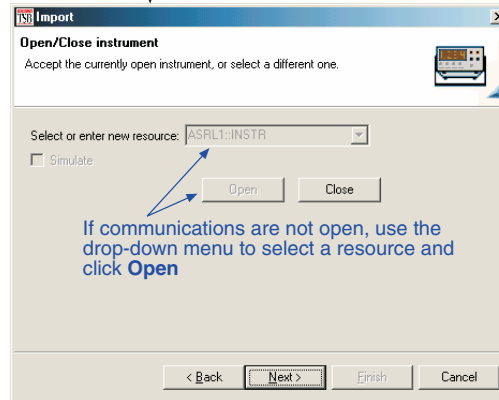 TSB Import
Open/Close instrument
Accept the currently open instrument, or select a different one.
Select or enter new resource: ASRL1::INSTR
Simulate
Open Close
If communications are not open, use the
drop-down menu to select a resource and
click Open
< Back Next > Finish Cancel